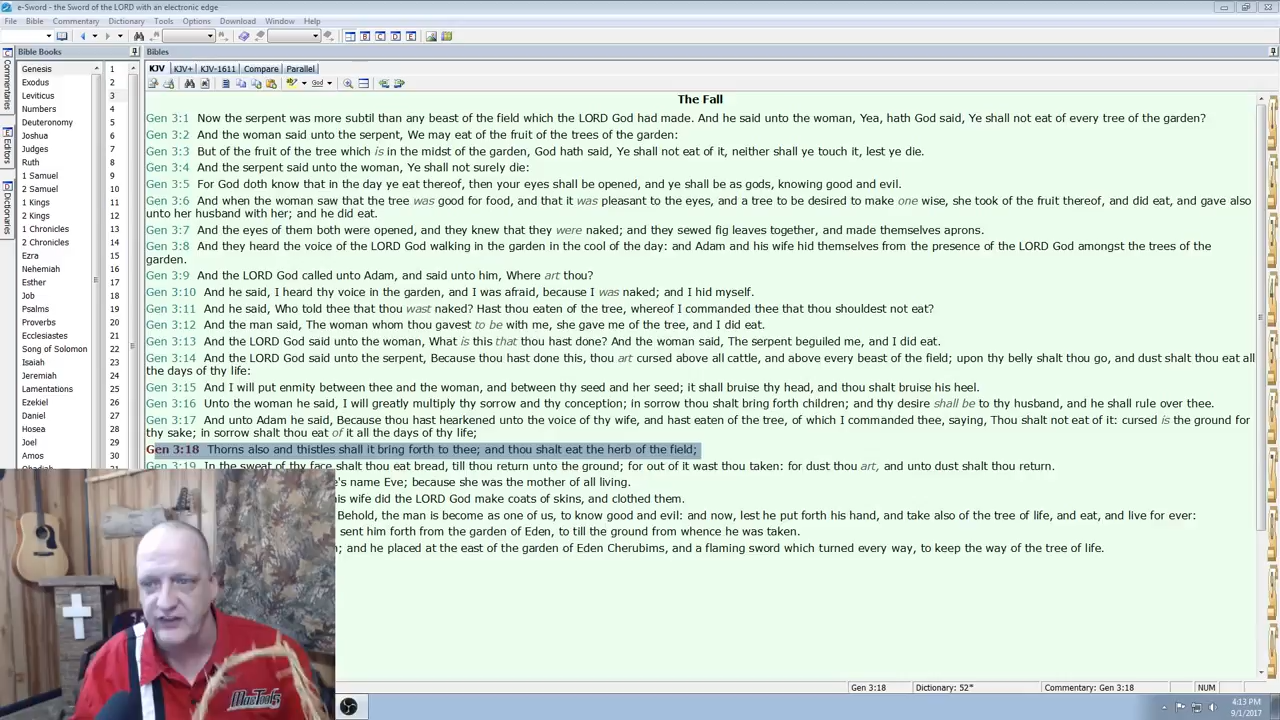 e-Sword - the Sword of the LORD with an electronic edge
File Bible Commentary Dictionary Tools Options Download Window Help
Bible Books
Bibles
KJV KJV+ KJV-1611 Compare Parallel
Commentaries
Editors
Dictionaries
Genesis 1
Exodus 2
Leviticus 3
Numbers 4
Deuteronomy 5
Joshua 6
Judges 7
Ruth 8
1 Samuel 9
2 Samuel 10
1 Kings 11
2 Kings 12
1 Chronicles 13
2 Chronicles 14
Ezra 15
Nehemiah 16
Esther 17
Job 18
Psalms 19
Proverbs 20
Ecclesiastes 21
Song of Solomon 22
Isaiah 23
Jeremiah 24
Lamentations 25
Ezekiel 26
Daniel 27
Hosea 28
Joel 29
Amos 30
The Fall
Gen 3:1 Now the serpent was more subtil than any beast of the field which the LORD God had made. And he said unto the woman, Yea, hath God said, Ye shall not eat of every tree of the garden?
Gen 3:2 And the woman said unto the serpent, We may eat of the fruit of the trees of the garden:
Gen 3:3 But of the fruit of the tree which is in the midst of the garden, God hath said, Ye shall not eat of it, neither shall ye touch it, lest ye die.
Gen 3:4 And the serpent said unto the woman, Ye shall not surely die:
Gen 3:5 For God doth know that in the day ye eat thereof, then your eyes shall be opened, and ye shall be as gods, knowing good and evil.
Gen 3:6 And when the woman saw that the tree was good for food, and that it was pleasant to the eyes, and a tree to be desired to make one wise, she took of the fruit thereof, and did eat, and gave also
unto her husband with her; and he did eat.
Gen 3:7 And the eyes of them both were opened, and they knew that they were naked; and they sewed fig leaves together, and made themselves aprons.
Gen 3:8 And they heard the voice of the LORD God walking in the garden in the cool of the day: and Adam and his wife hid themselves from the presence of the LORD God amongst the trees of the
garden.
Gen 3:9 And the LORD God called unto Adam, and said unto him, Where art thou?
Gen 3:10 And he said, I heard thy voice in the garden, and I was afraid, because I was naked; and I hid myself.
Gen 3:11 And he said, Who told thee that thou wast naked? Hast thou eaten of the tree, whereof I commanded thee that thou shouldest not eat?
Gen 3:12 And the man said, The woman whom thou gavest to be with me, she gave me of the tree, and I did eat.
Gen 3:13 And the LORD God said unto the woman, What is this that thou hast done? And the woman said, The serpent beguiled me, and I did eat.
Gen 3:14 And the LORD God said unto the serpent, Because thou hast done this, thou art cursed above all cattle, and above every beast of the field; upon thy belly shalt thou go, and dust shalt thou eat all
the days of thy life:
Gen 3:15 And I will put enmity between thee and the woman, and between thy seed and her seed; it shall bruise thy head, and thou shalt bruise his heel.
Gen 3:16 Unto the woman he said, I will greatly multiply thy sorrow and thy conception; in sorrow thou shalt bring forth children; and thy desire shall be to thy husband, and he shall rule over thee.
Gen 3:17 And unto Adam he said, Because thou hast hearkened unto the voice of thy wife, and hast eaten of the tree, of which I commanded thee, saying, Thou shalt not eat of it: cursed is the ground for
thy sake; in sorrow shalt thou eat of it all the days of thy life;
Gen 3:18 Thorns also and thistles shall it bring forth to thee; and thou shalt eat the herb of the field;
Gen 3:19 In the sweat of thy face shalt thou eat bread, till thou return unto the ground; for out of it wast thou taken: for dust thou art, and unto dust shalt thou return.
e's name Eve; because she was the mother of all living.
his wife did the LORD God make coats of skins, and clothed them.
Behold, the man is become as one of us, to know good and evil: and now, lest he put forth his hand, and take also of the tree of life, and eat, and live for ever:
sent him forth from the garden of Eden, to till the ground from whence he was taken.
; and he placed at the east of the garden of Eden Cherubims, and a flaming sword which turned every way, to keep the way of the tree of life.
Gen 3:18 Dictionary: 52* Commentary: Gen 3:18 NUM
4:13 PM
9/1/2017